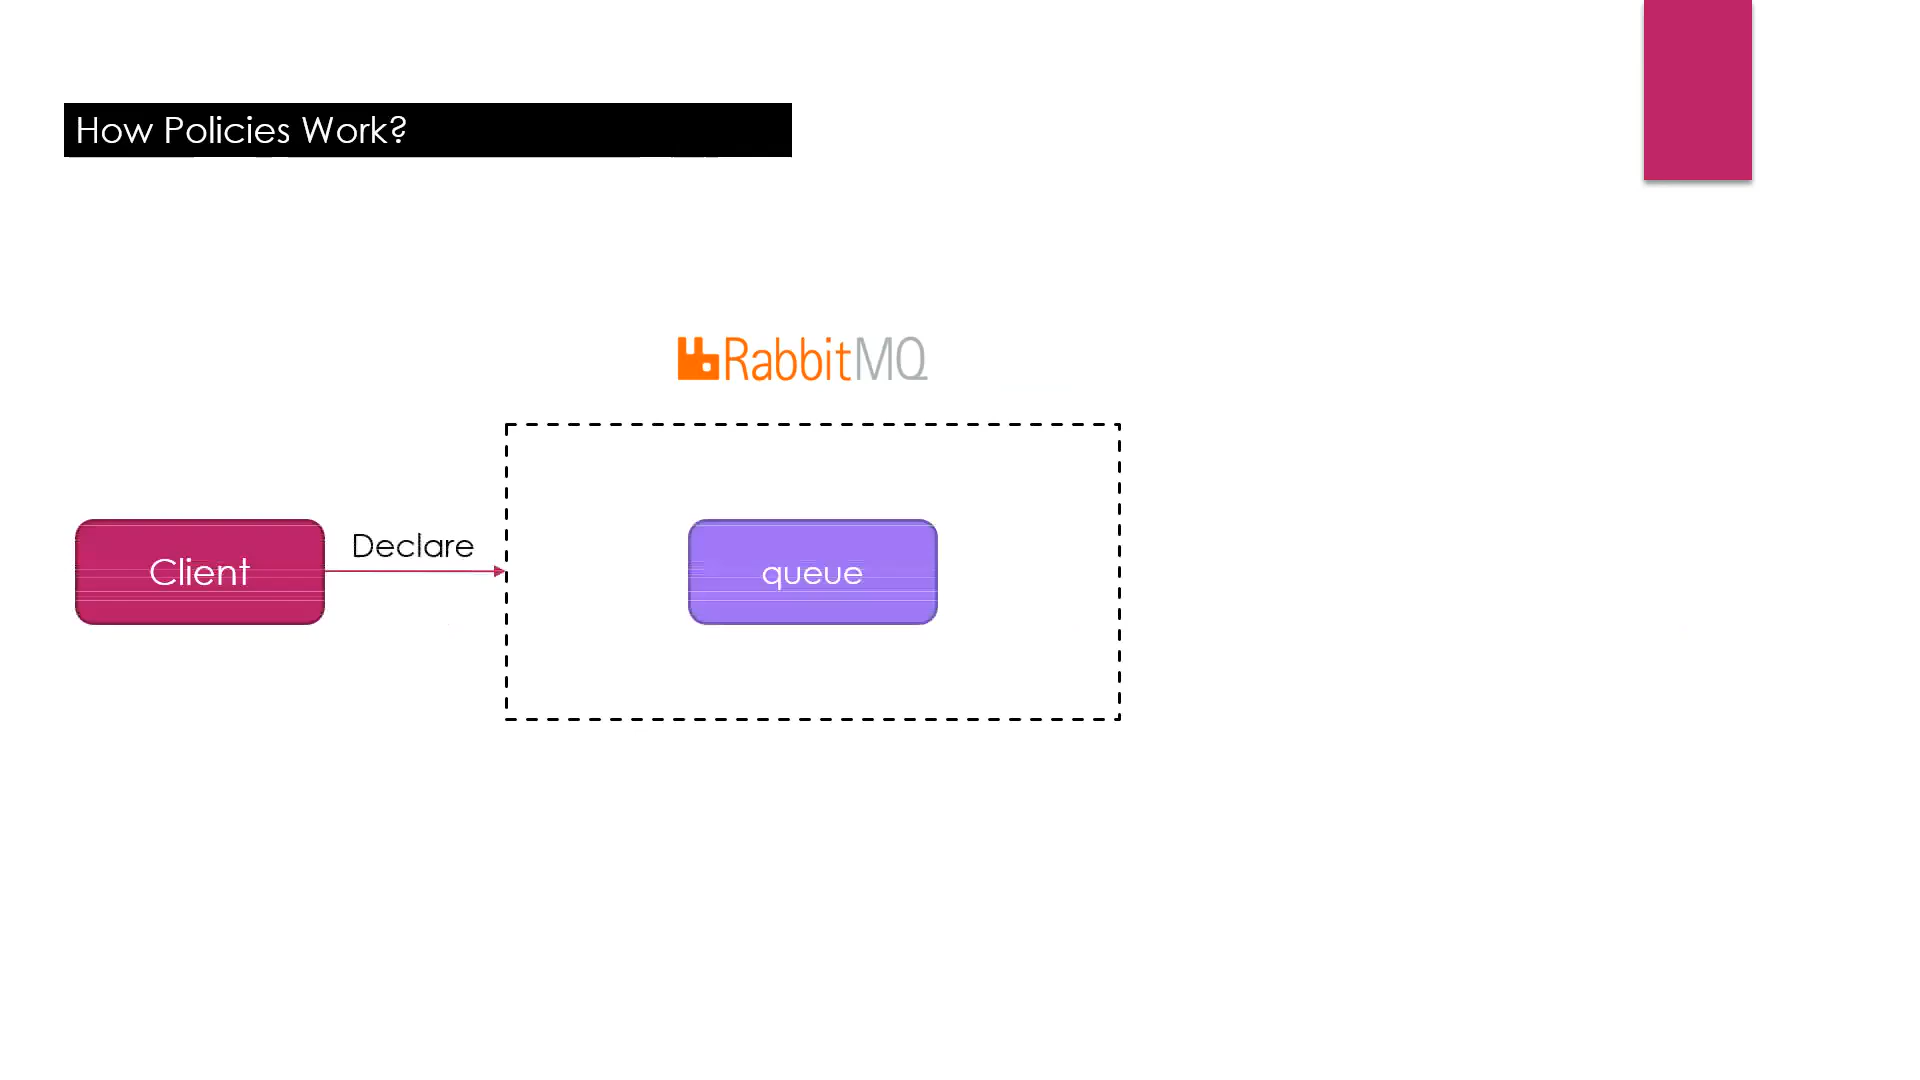 How Policies Work?
RabbitMQ
Declare
Client
queue